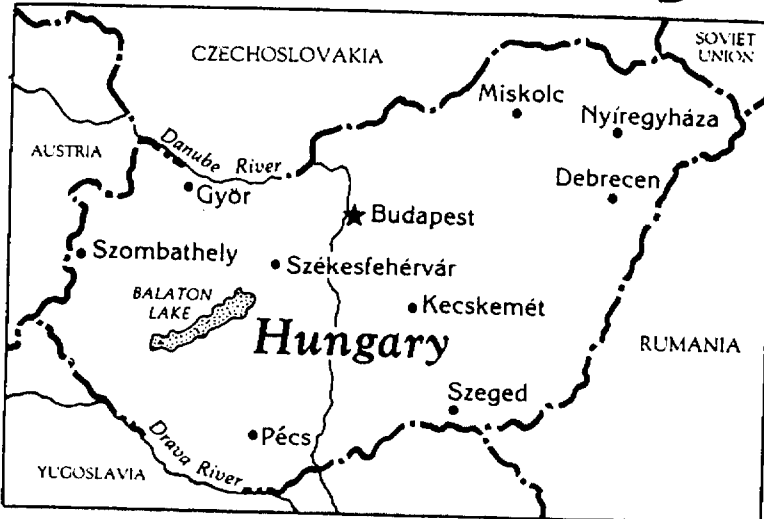 CZECHOSLOVAKIA
SOVIET
UNION
Miskolc
Nyíregyháza
AUSTRIA
Danube River
Debrecen
Györ
Budapest
Szombathely
Székesfehérvár
BALATON
LAKE
Kecskemét
Hungary
RUMANIA
Szeged
Pécs
Drava River
YUGOSLAVIA